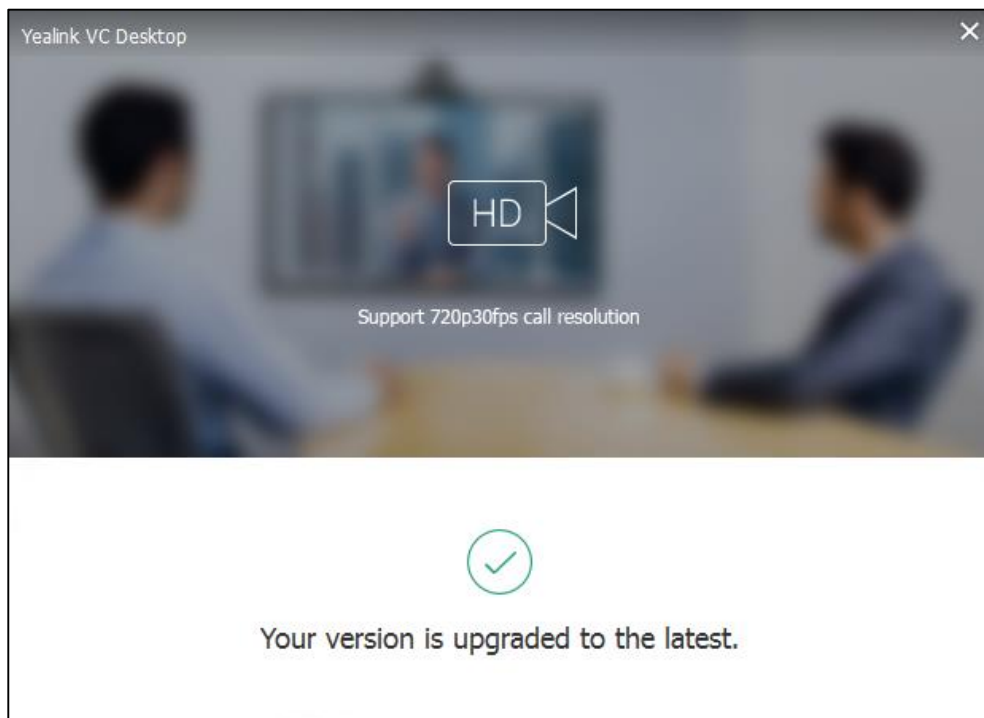 Yealink VC Desktop
HD
Support 720p30fps call resolution
Your version is upgraded to the latest.